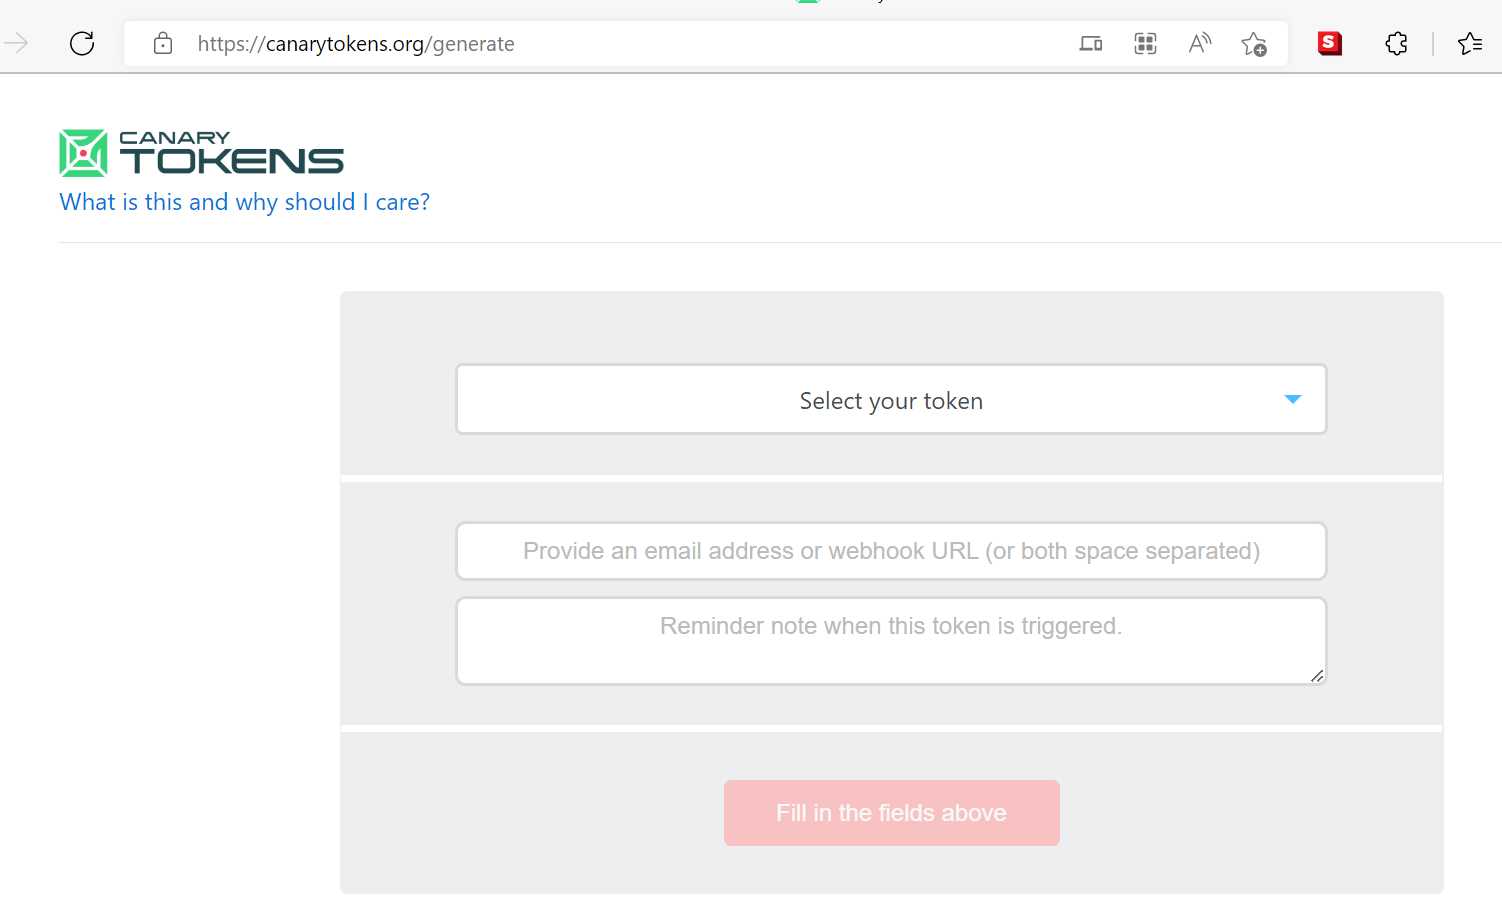 https://canarytokens.org/generate
S
CANARY
TOKENS
What is this and why should I care?
Select your token
Provide an email address or webhook URL (or both space separated)
Reminder note when this token is triggered.
Fill in the fields above